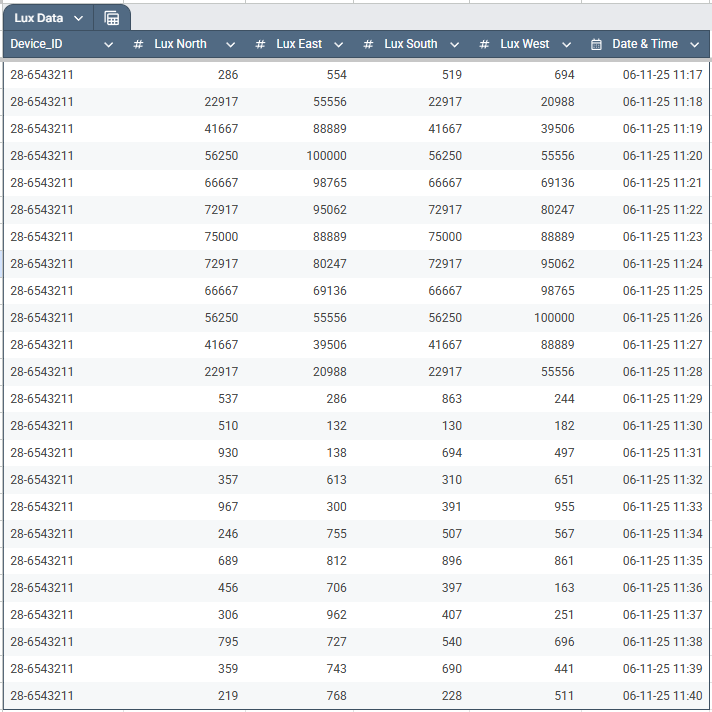 Lux Data
Device_ID # Lux North # Lux East # Lux South # Lux West Date & Time
28-6543211 286 554 519 694 06-11-25 11:17
28-6543211 22917 55556 22917 20988 06-11-25 11:18
28-6543211 41667 88889 41667 39506 06-11-25 11:19
28-6543211 56250 100000 56250 55556 06-11-25 11:20
28-6543211 66667 98765 66667 69136 06-11-25 11:21
28-6543211 72917 95062 72917 80247 06-11-25 11:22
28-6543211 75000 88889 75000 88889 06-11-25 11:23
28-6543211 72917 80247 72917 95062 06-11-25 11:24
28-6543211 66667 69136 66667 98765 06-11-25 11:25
28-6543211 56250 55556 56250 100000 06-11-25 11:26
28-6543211 41667 39506 41667 88889 06-11-25 11:27
28-6543211 22917 20988 22917 55556 06-11-25 11:28
28-6543211 537 286 863 244 06-11-25 11:29
28-6543211 510 132 130 182 06-11-25 11:30
28-6543211 930 138 694 497 06-11-25 11:31
28-6543211 357 613 310 651 06-11-25 11:32
28-6543211 967 300 391 955 06-11-25 11:33
28-6543211 246 755 507 567 06-11-25 11:34
28-6543211 689 812 896 861 06-11-25 11:35
28-6543211 456 706 397 163 06-11-25 11:36
28-6543211 306 962 407 251 06-11-25 11:37
28-6543211 795 727 540 696 06-11-25 11:38
28-6543211 359 743 690 441 06-11-25 11:39
28-6543211 219 768 228 511 06-11-25 11:40